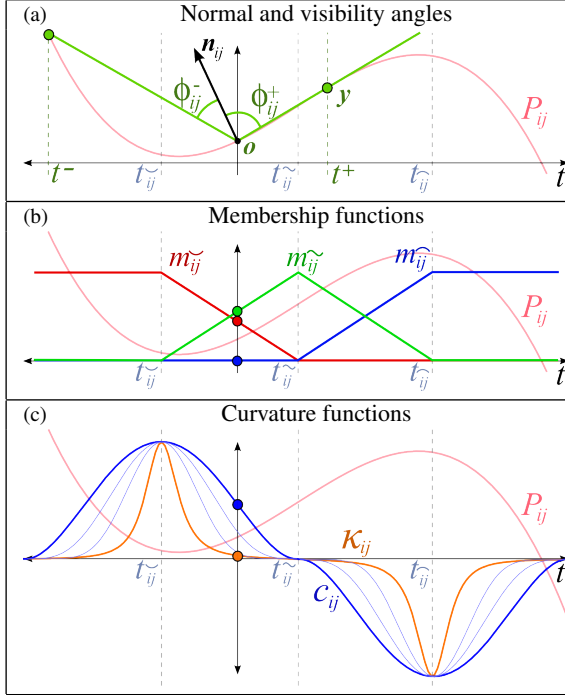 (a) Normal and visibility angles
n_ij
ϕ⁻_ij ϕ⁺_ij
y
P_ij
o
t⁻ t⌣_ij t~_ij t⁺ t⌢_ij t
(b) Membership functions
m⌣_ij m~_ij m⌢_ij
P_ij
t⌣_ij t~_ij t⌢_ij t
(c) Curvature functions
P_ij
κ_ij
t⌣_ij t~_ij t⌢_ij t
c_ij